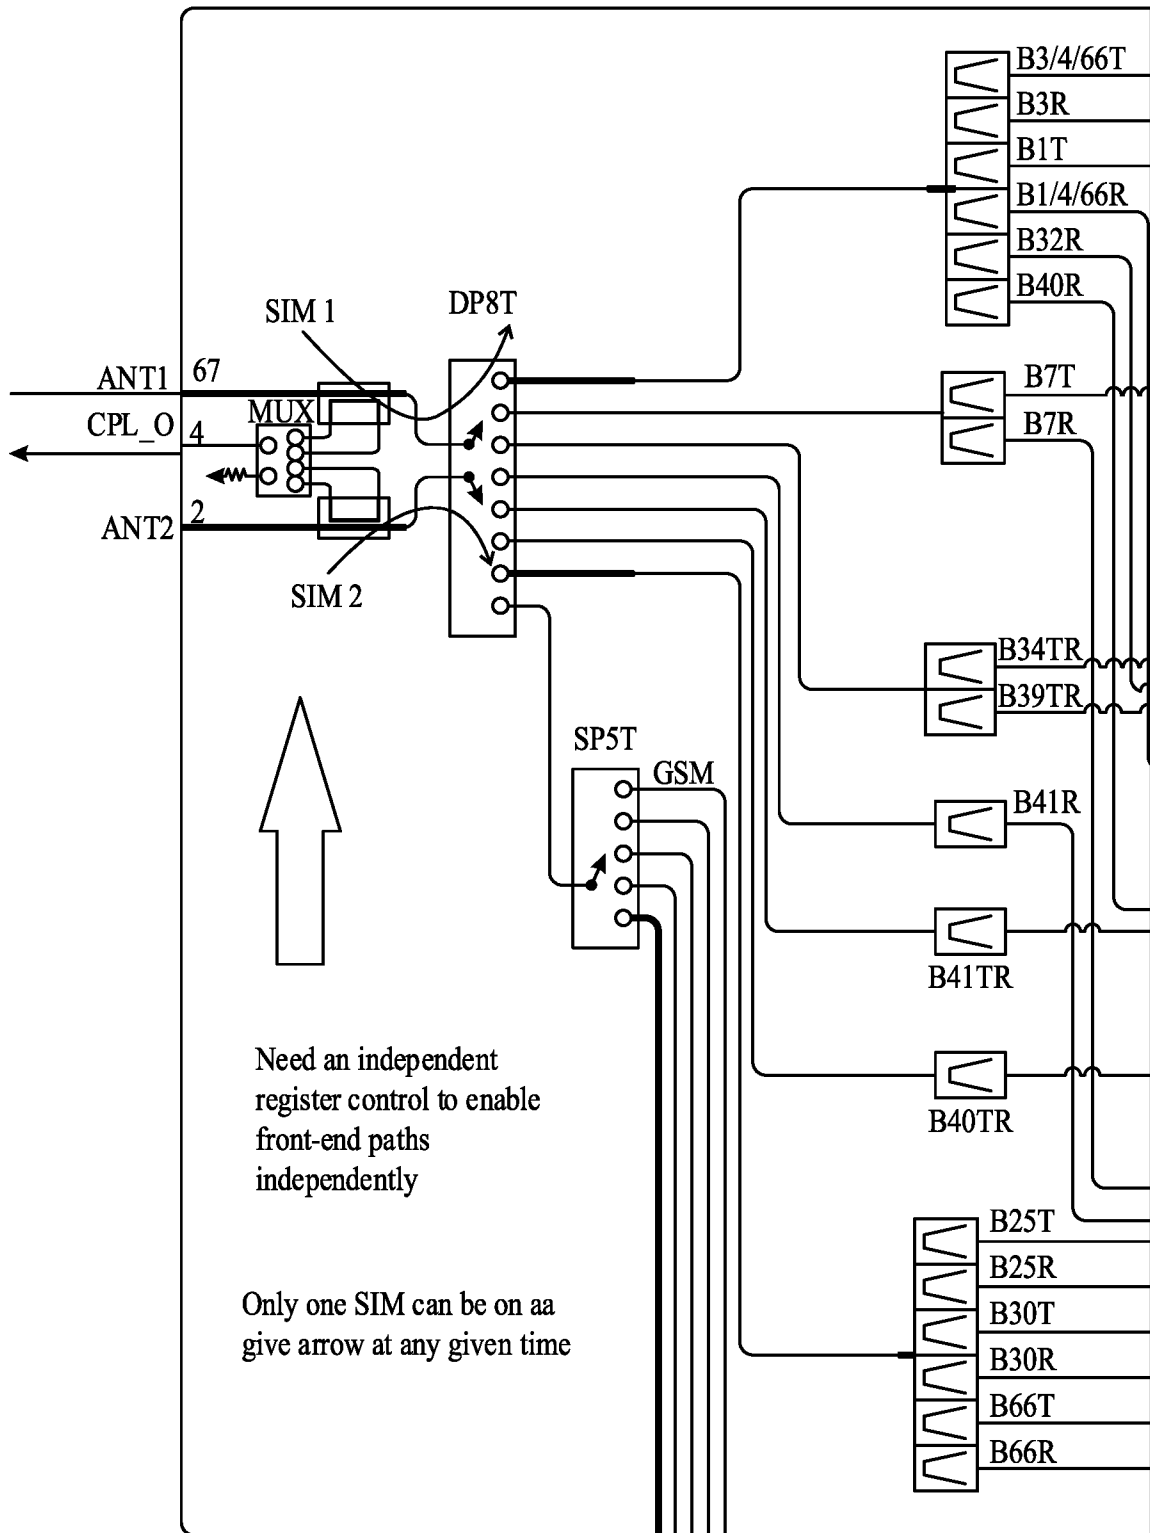 B3/4/66T
B3R
B1T
B1/4/66R
B32R
B40R
SIM 1
DP8T
ANT1
67
CPL_O
4
MUX
ANT2
2
SIM 2
B7T
B7R
B34TR
B39TR
SP5T
GSM
B41R
B41TR
B40TR
Need an independent
register control to enable
front-end paths
independently
Only one SIM can be on aa
give arrow at any given time
B25T
B25R
B30T
B30R
B66T
B66R